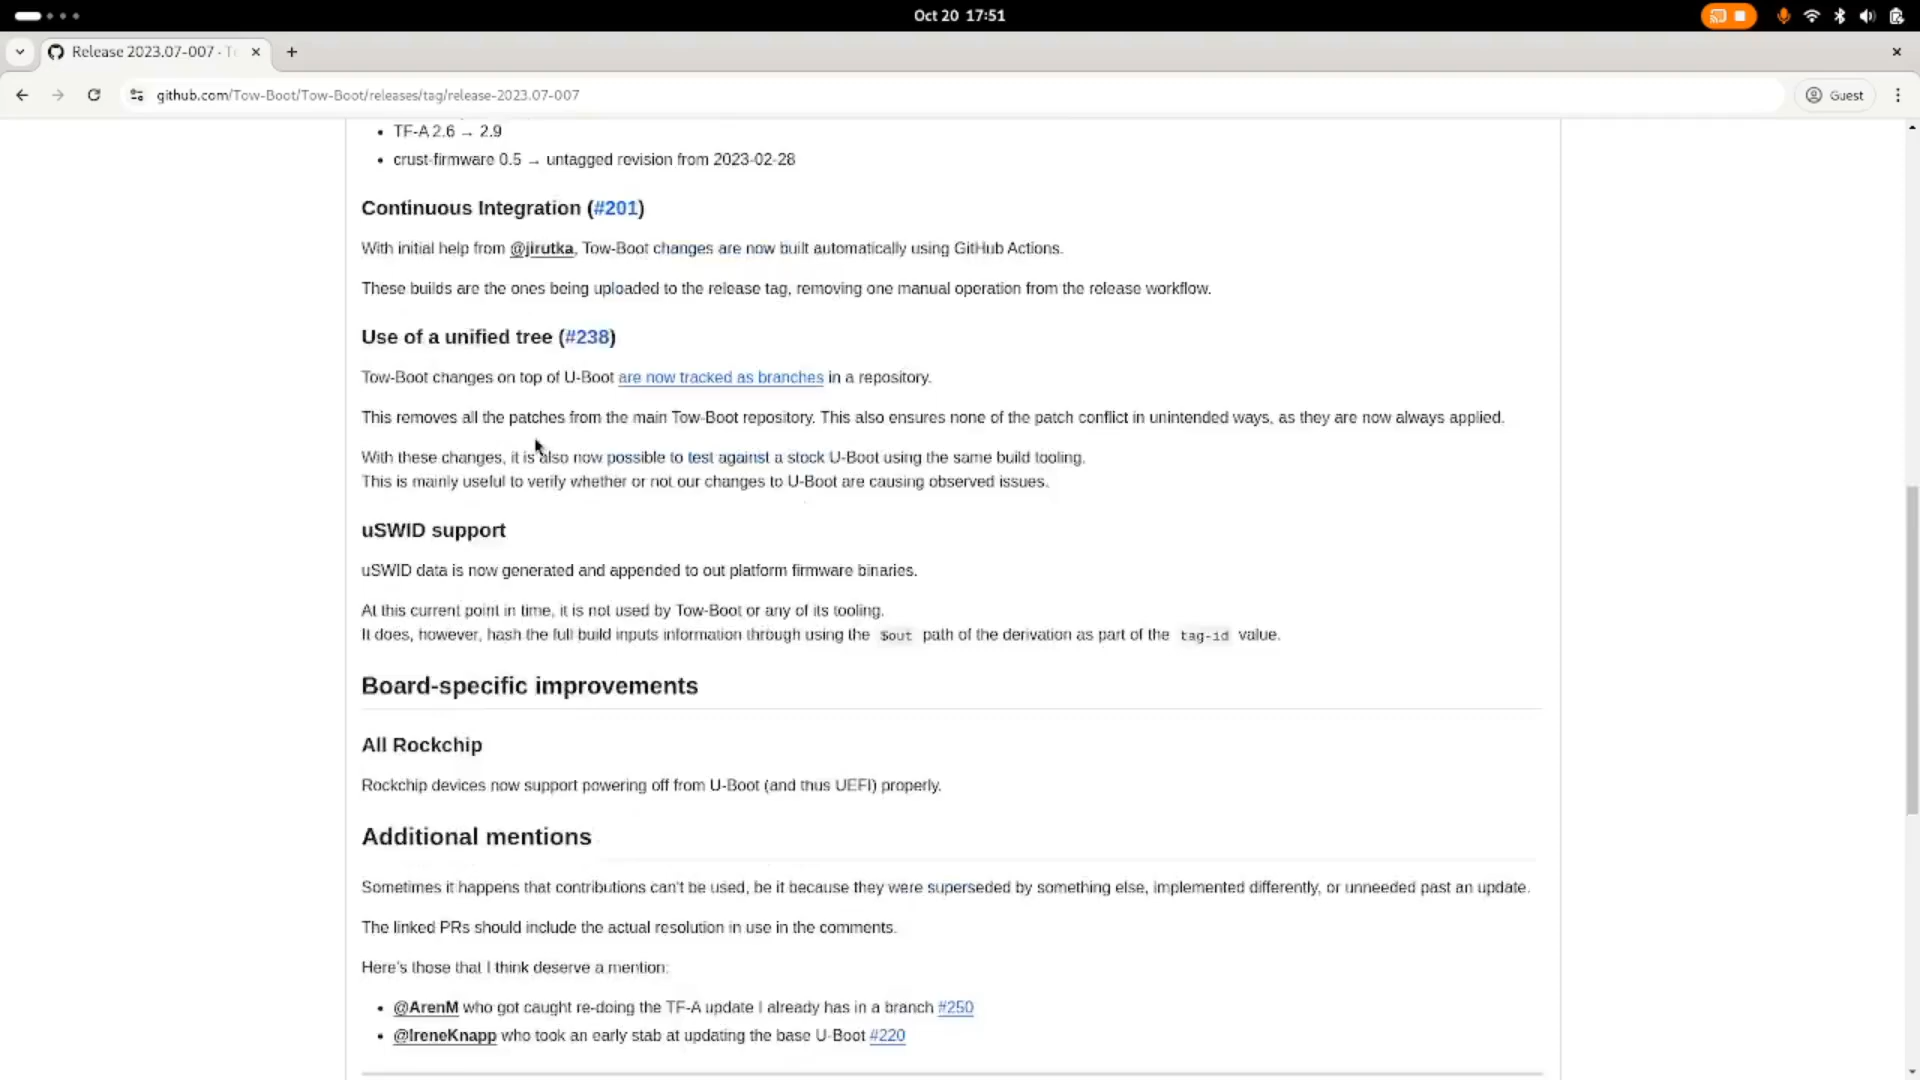 Oct 20 17:51
Release 2023.07-007 · T
Guest
github.com/Tow-Boot/Tow-Boot/releases/tag/release-2023.07-007
• TF-A 2.6 → 2.9
• crust-firmware 0.5 → untagged revision from 2023-02-28
Continuous Integration (#201)
With initial help from @jirutka, Tow-Boot changes are now built automatically using GitHub Actions.
These builds are the ones being uploaded to the release tag, removing one manual operation from the release workflow.
Use of a unified tree (#238)
Tow-Boot changes on top of U-Boot are now tracked as branches in a repository.
This removes all the patches from the main Tow-Boot repository. This also ensures none of the patch conflict in unintended ways, as they are now always applied.
With these changes, it is also now possible to test against a stock U-Boot using the same build tooling.
This is mainly useful to verify whether or not our changes to U-Boot are causing observed issues.
uSWID support
uSWID data is now generated and appended to out platform firmware binaries.
At this current point in time, it is not used by Tow-Boot or any of its tooling.
It does, however, hash the full build inputs information through using the $out path of the derivation as part of the tag-id value.
Board-specific improvements
All Rockchip
Rockchip devices now support powering off from U-Boot (and thus UEFI) properly.
Additional mentions
Sometimes it happens that contributions can't be used, be it because they were superseded by something else, implemented differently, or unneeded past an update.
The linked PRs should include the actual resolution in use in the comments.
Here's those that I think deserve a mention:
• @ArenM who got caught re-doing the TF-A update I already has in a branch #250
• @IreneKnapp who took an early stab at updating the base U-Boot #220